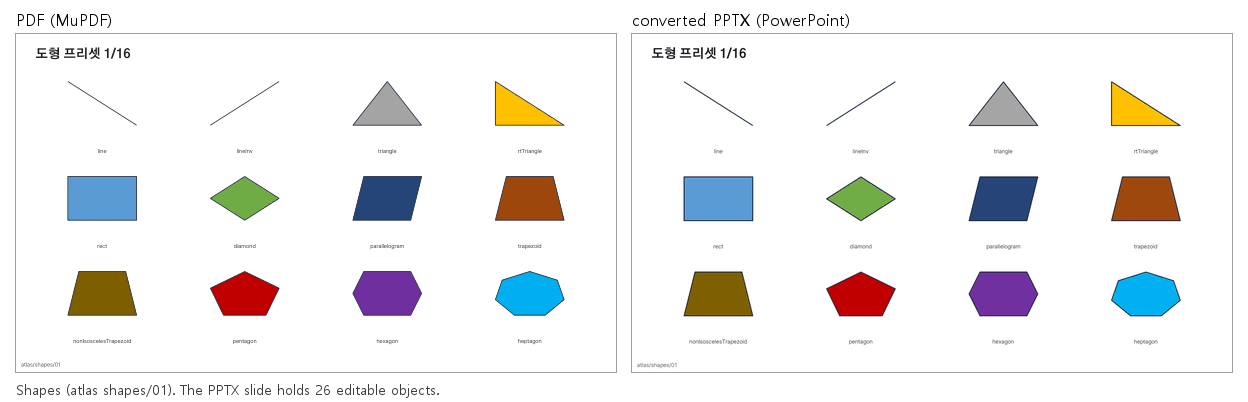 PDF (MuPDF)
converted PPTX (PowerPoint)
도형 프리셋 1/16
line
lineInv
triangle
rtTriangle
rect
diamond
parallelogram
trapezoid
nonIsoscelesTrapezoid
pentagon
hexagon
heptagon
atlas/shapes/01
도형 프리셋 1/16
line
lineInv
triangle
rtTriangle
rect
diamond
parallelogram
trapezoid
nonIsoscelesTrapezoid
pentagon
hexagon
heptagon
atlas/shapes/01
Shapes (atlas shapes/01). The PPTX slide holds 26 editable objects.